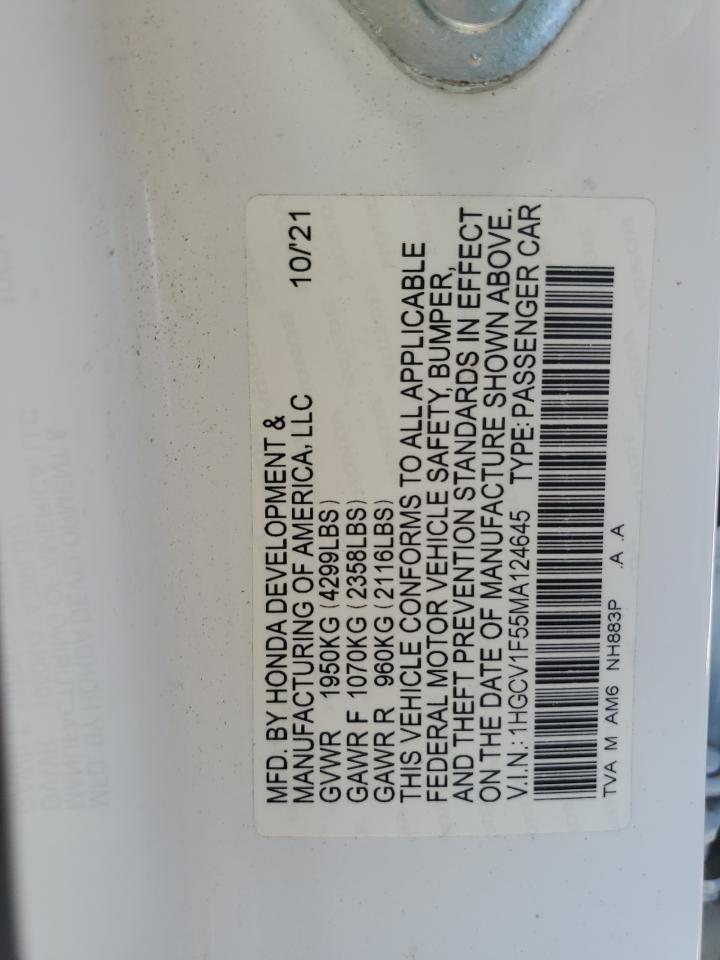 MFD. BY HONDA DEVELOPMENT &
MANUFACTURING OF AMERICA, LLC 10/'21
GVWR 1950KG (4299LBS)
GAWR F 1070KG (2358LBS)
GAWR R 960KG (2116LBS)
THIS VEHICLE CONFORMS TO ALL APPLICABLE
FEDERAL MOTOR VEHICLE SAFETY, BUMPER,
AND THEFT PREVENTION STANDARDS IN EFFECT
ON THE DATE OF MANUFACTURE SHOWN ABOVE.
V.I.N.: 1HGCV1F55MA124645 TYPE: PASSENGER CAR
TVA M AM6 NH883P .A .A